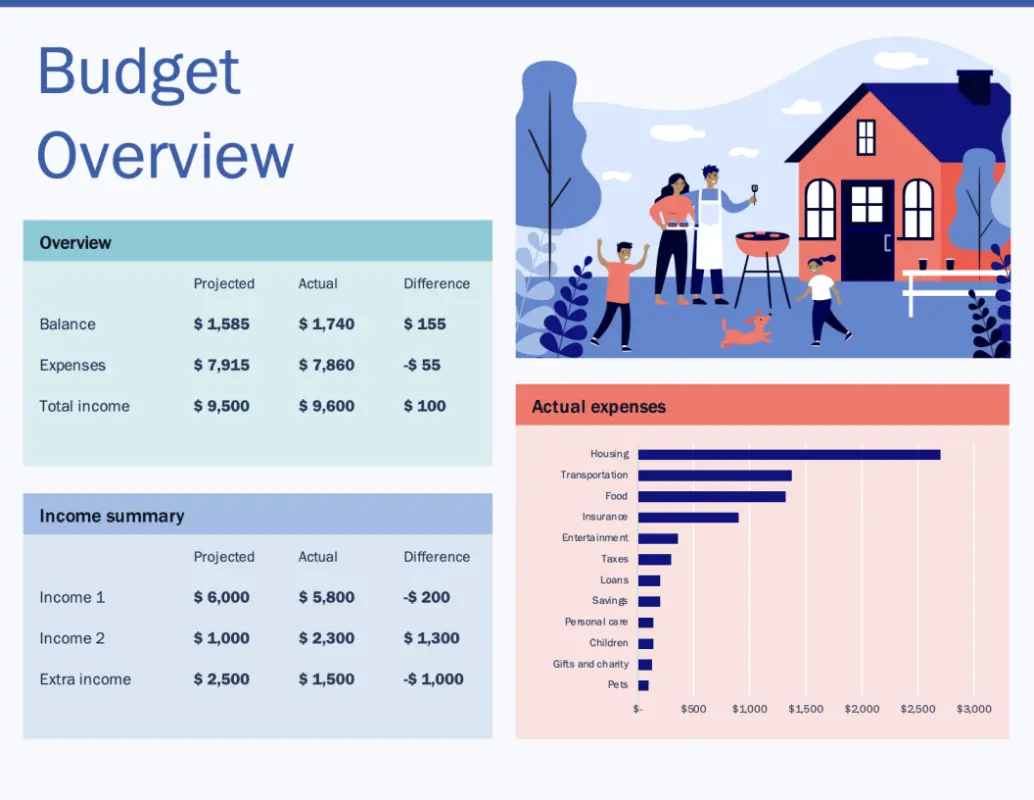 Budget
Overview
Overview
Projected Actual Difference
Balance $ 1,585 $ 1,740 $ 155
Expenses $ 7,915 $ 7,860 -$ 55
Total income $ 9,500 $ 9,600 $ 100
Income summary
Projected Actual Difference
Income 1 $ 6,000 $ 5,800 -$ 200
Income 2 $ 1,000 $ 2,300 $ 1,300
Extra income $ 2,500 $ 1,500 -$ 1,000
Actual expenses
Housing
Transportation
Food
Insurance
Entertainment
Taxes
Loans
Savings
Personal care
Children
Gifts and charity
Pets
$- $500 $1,000 $1,500 $2,000 $2,500 $3,000